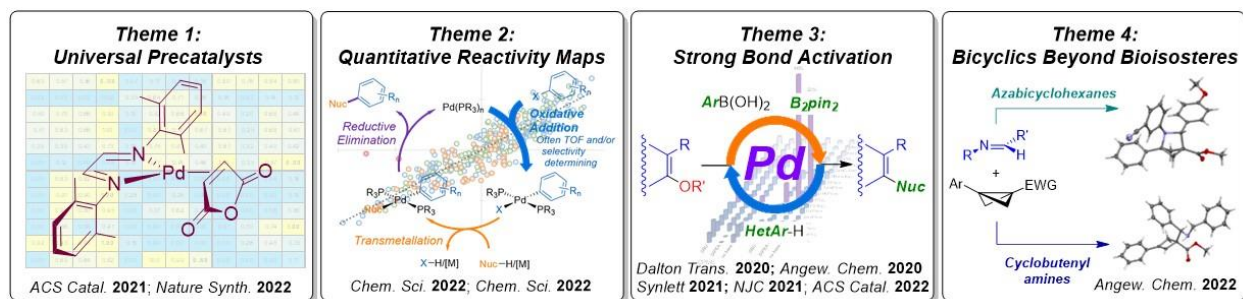 Theme 1:
Universal Precatalysts
N
N
Pd
O
O
O
ACS Catal. 2021; Nature Synth. 2022
Theme 2:
Quantitative Reactivity Maps
Nuc
Rn
Pd(PR3)n
X
Rn
Reductive
Elimination
Oxidative
Addition
Often TOF and/or
selectivity
determining
R3P
Rn
Pd
Nuc
PR3
R3P
Rn
Pd
X
PR3
Transmetallation
X–H/[M]
Nuc–H/[M]
Chem. Sci. 2022; Chem. Sci. 2022
Theme 3:
Strong Bond Activation
ArB(OH)2
B2pin2
R
OR'
Pd
R
Nuc
HetAr-H
Dalton Trans. 2020; Angew. Chem. 2020
Synlett 2021; NJC 2021; ACS Catal. 2022
Theme 4:
Bicyclics Beyond Bioisosteres
Azabicyclohexanes
R'
R
N
H
+
Ar
EWG
Cyclobutenyl
amines
Angew. Chem. 2022